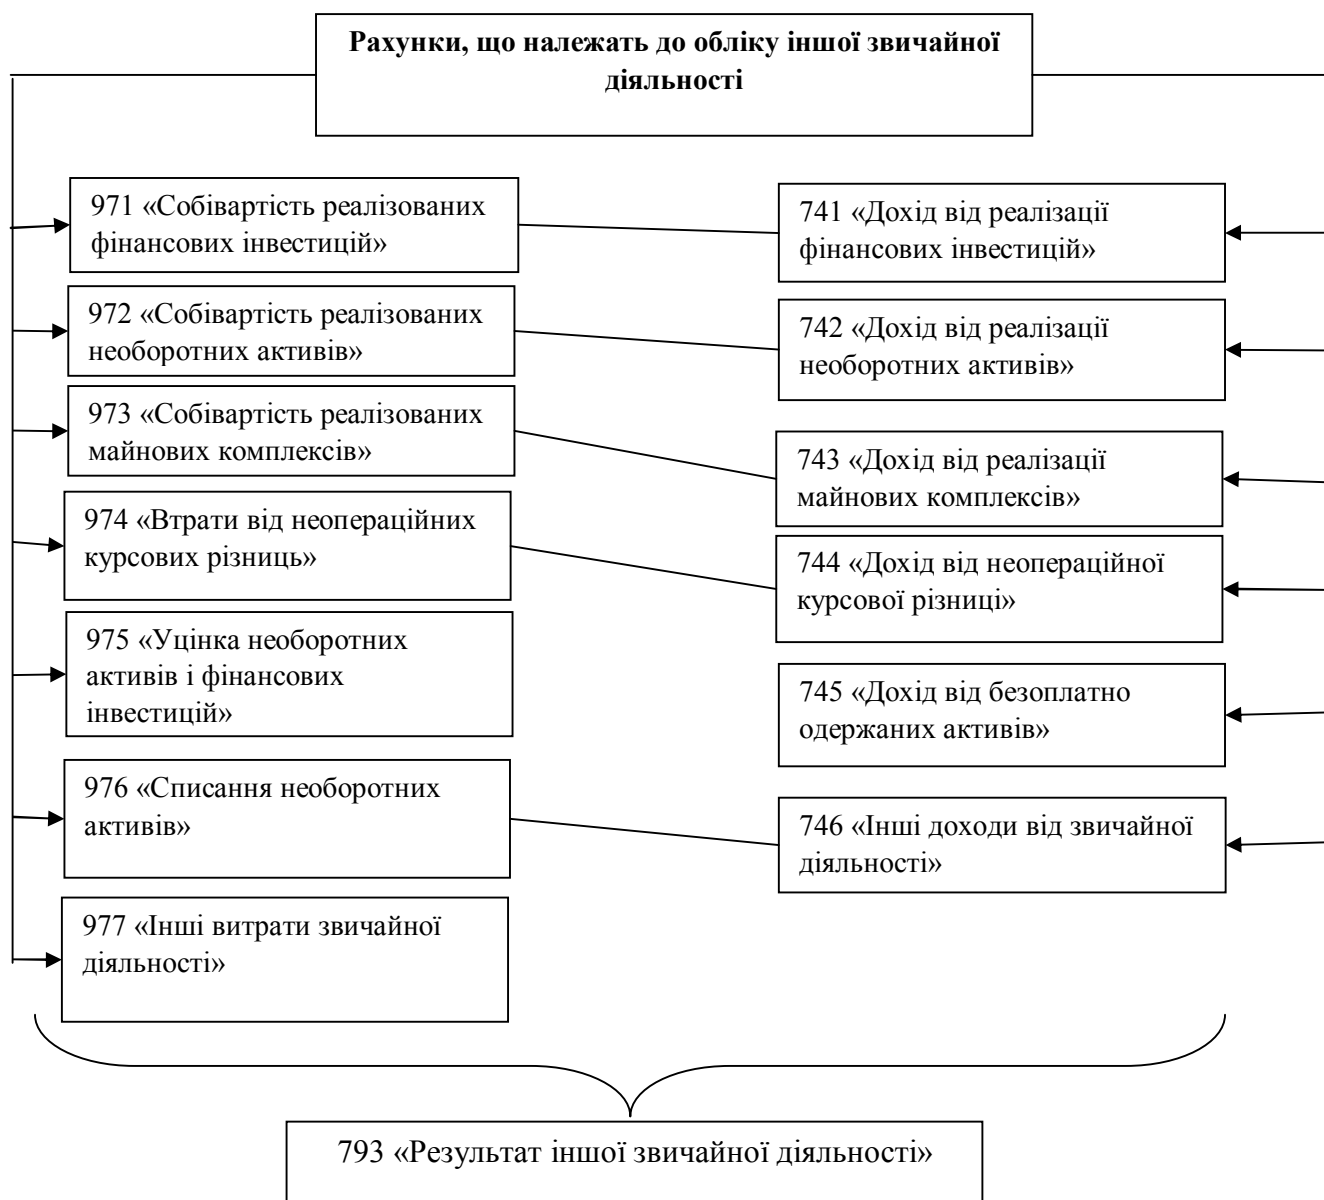 Рахунки, що належать до обліку іншої звичайної
діяльності
971 «Собівартість реалізованих
фінансових інвестицій»
972 «Собівартість реалізованих
необоротних активів»
973 «Собівартість реалізованих
майнових комплексів»
974 «Втрати від неопераційних
курсових різниць»
975 «Уцінка необоротних
активів і фінансових
інвестицій»
976 «Списання необоротних
активів»
977 «Інші витрати звичайної
діяльності»
741 «Дохід від реалізації
фінансових інвестицій»
742 «Дохід від реалізації
необоротних активів»
743 «Дохід від реалізації
майнових комплексів»
744 «Дохід від неопераційної
курсової різниці»
745 «Дохід від безоплатно
одержаних активів»
746 «Інші доходи від звичайної
діяльності»
793 «Результат іншої звичайної діяльності»